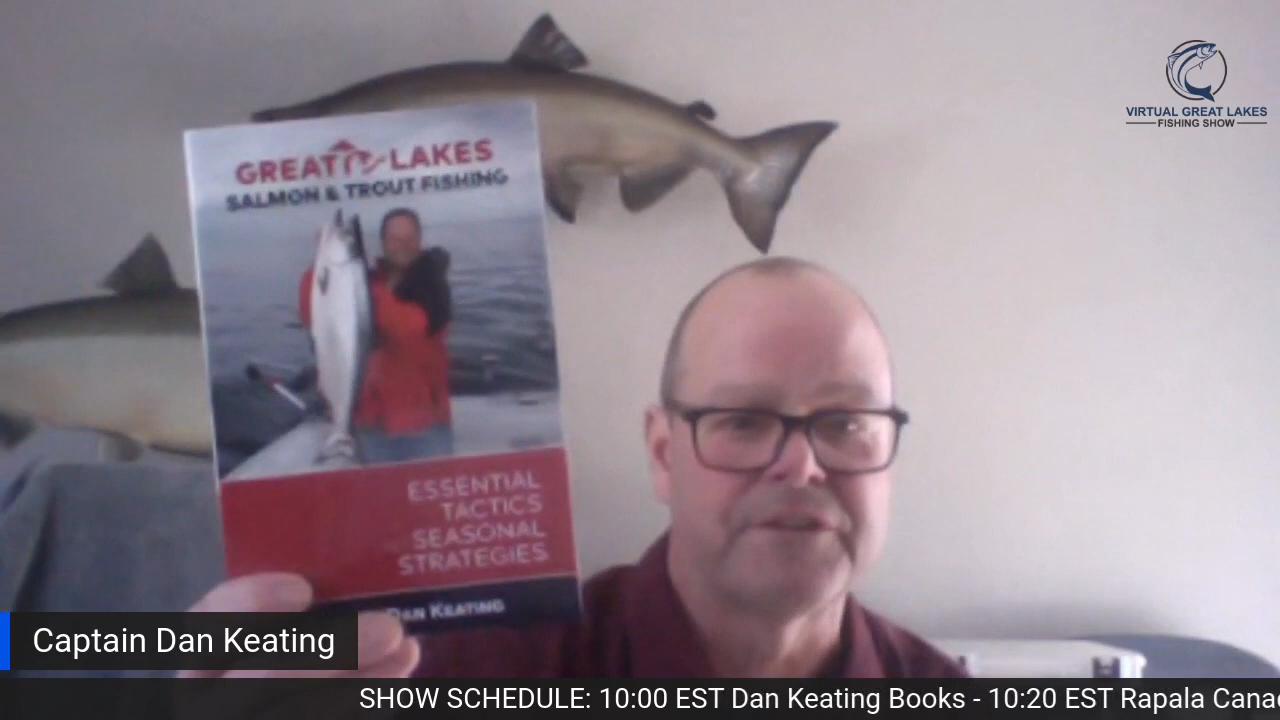 VIRTUAL GREAT LAKES
FISHING SHOW
GREAT LAKES
SALMON & TROUT FISHING
ESSENTIAL
TACTICS
SEASONAL
STRATEGIES
DAN KEATING
Captain Dan Keating
SHOW SCHEDULE: 10:00 EST Dan Keating Books - 10:20 EST Rapala Cana